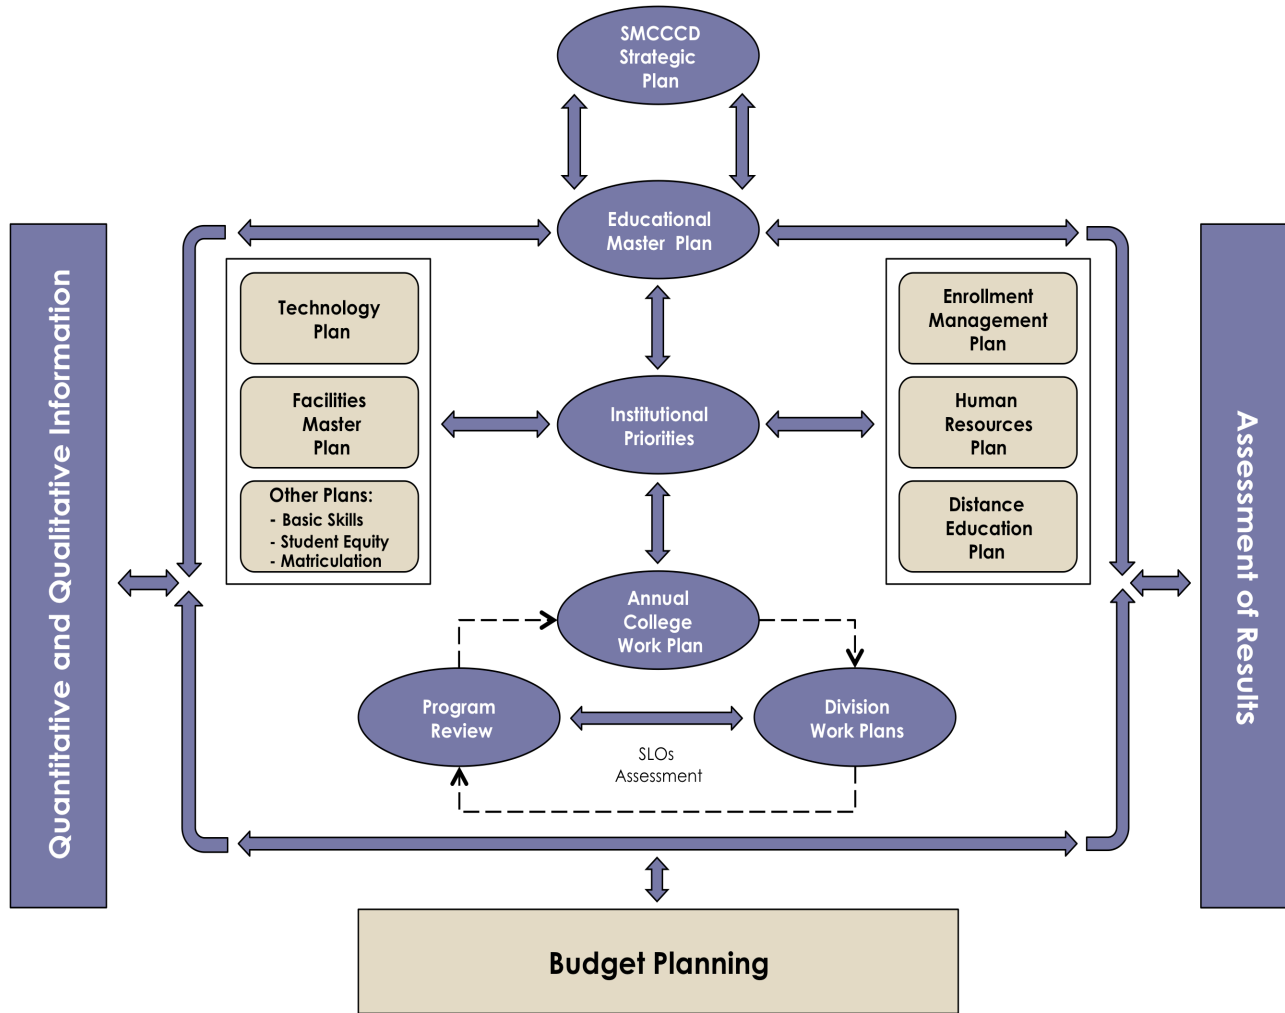 SMCCCD
Strategic
Plan
Educational
Master Plan
Quantitative and Qualitative Information
Technology
Plan
Facilities
Master
Plan
Other Plans:
- Basic Skills
- Student Equity
- Matriculation
Institutional
Priorities
Enrollment
Management
Plan
Human
Resources
Plan
Distance
Education
Plan
Assessment of Results
Annual
College
Work Plan
Program
Review
Division
Work Plans
SLOs
Assessment
Budget Planning